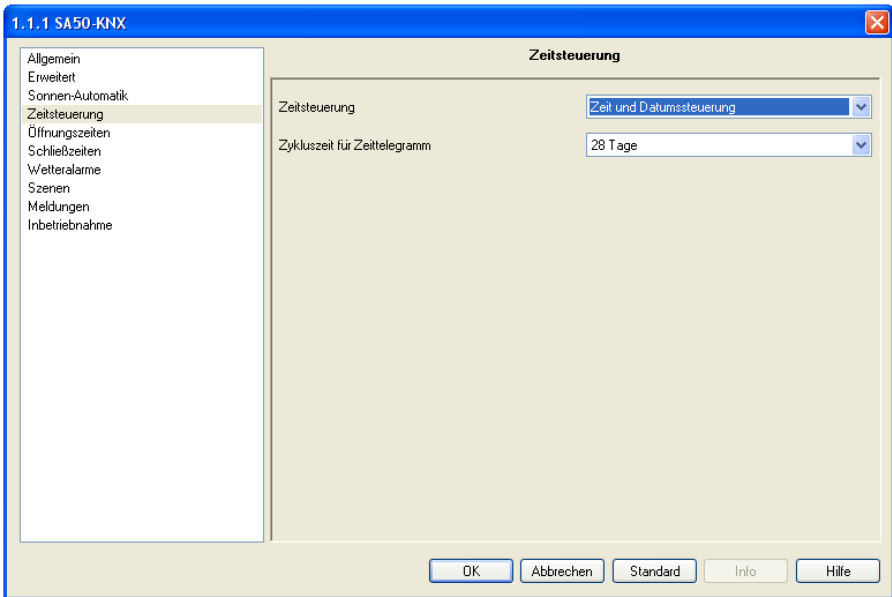 1.1.1 SA50-KNX
Allgemein
Erweitert
Sonnen-Automatik
Zeitsteuerung
Öffnungszeiten
Schließzeiten
Wetteralarme
Szenen
Meldungen
Inbetriebnahme
Zeitsteuerung
Zeitsteuerung Zeit und Datumssteuerung
Zykluszeit für Zeittelegramm 28 Tage
OK Abbrechen Standard Info Hilfe